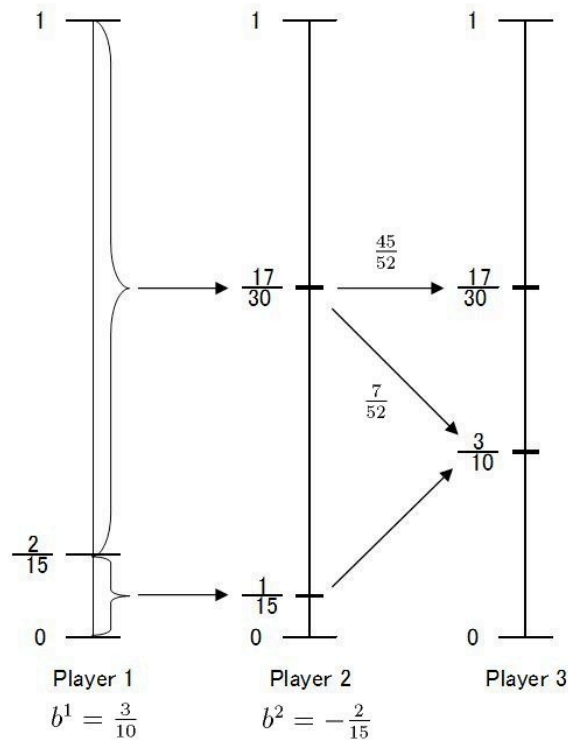 1 1 1
45/52
17/30 17/30
7/52
3/10
2/15
1/15
0 0 0
Player 1 Player 2 Player 3
b¹ = 3/10 b² = −2/15